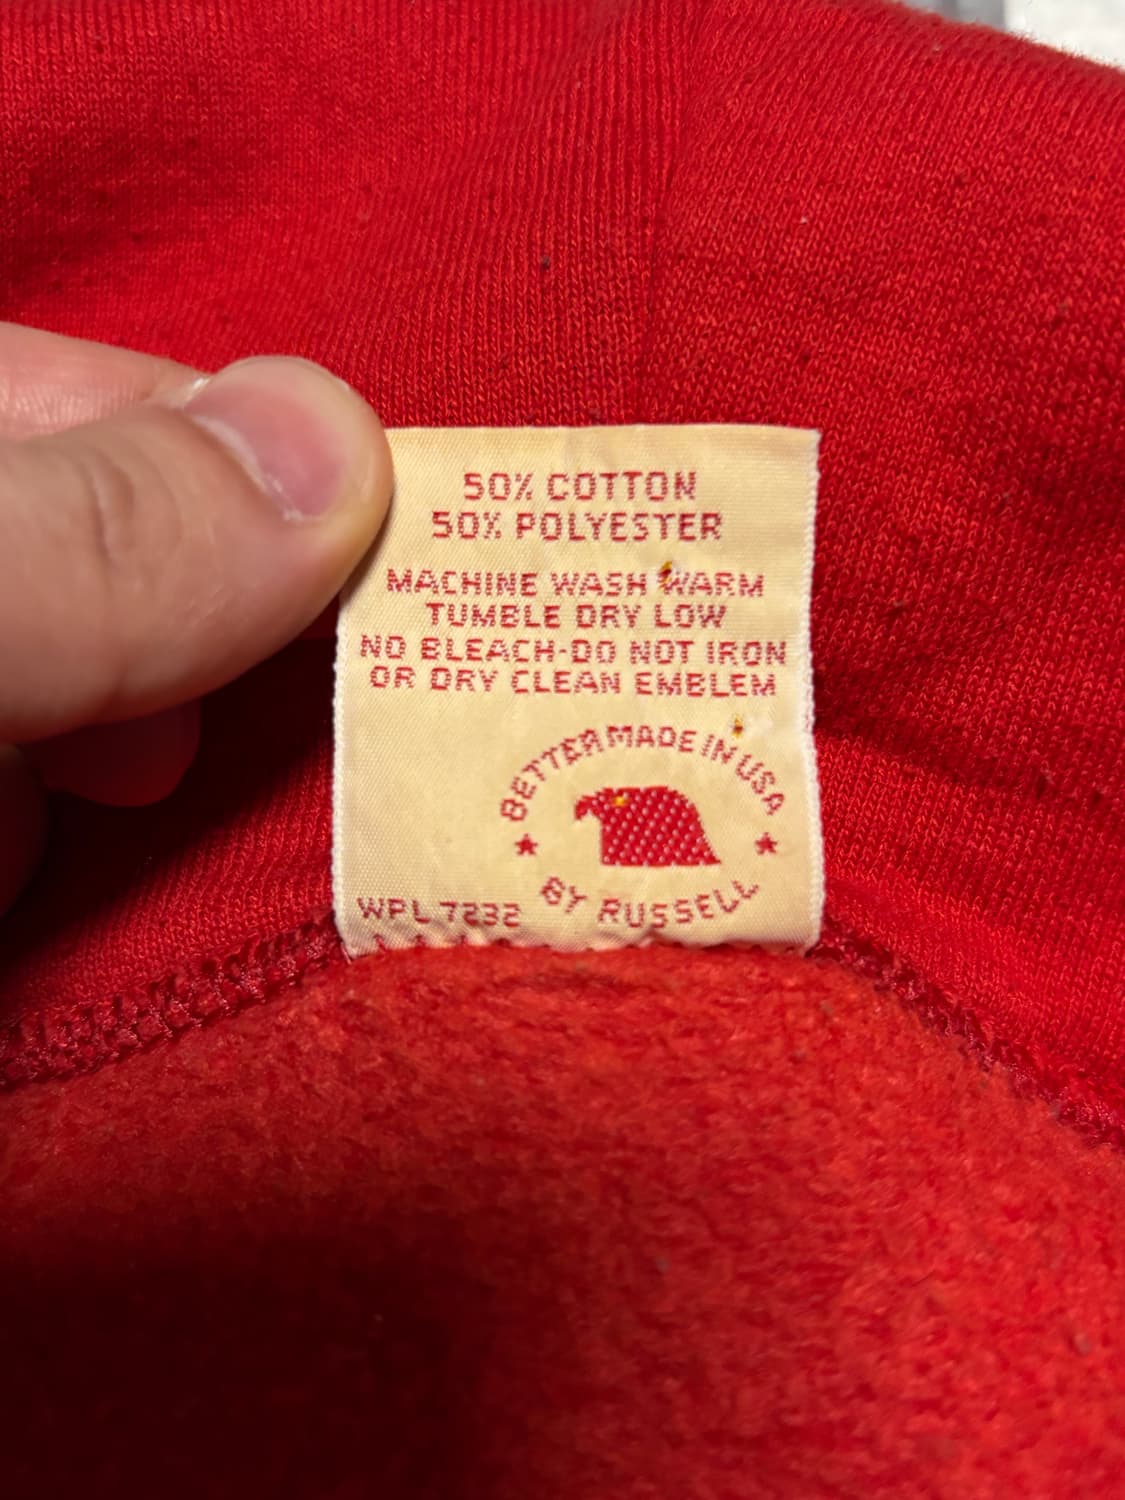 50% COTTON
50% POLYESTER
MACHINE WASH WARM
TUMBLE DRY LOW
NO BLEACH-DO NOT IRON
OR DRY CLEAN EMBLEM
BETTER MADE IN USA
★ ★
BY RUSSELL
WPL 7232